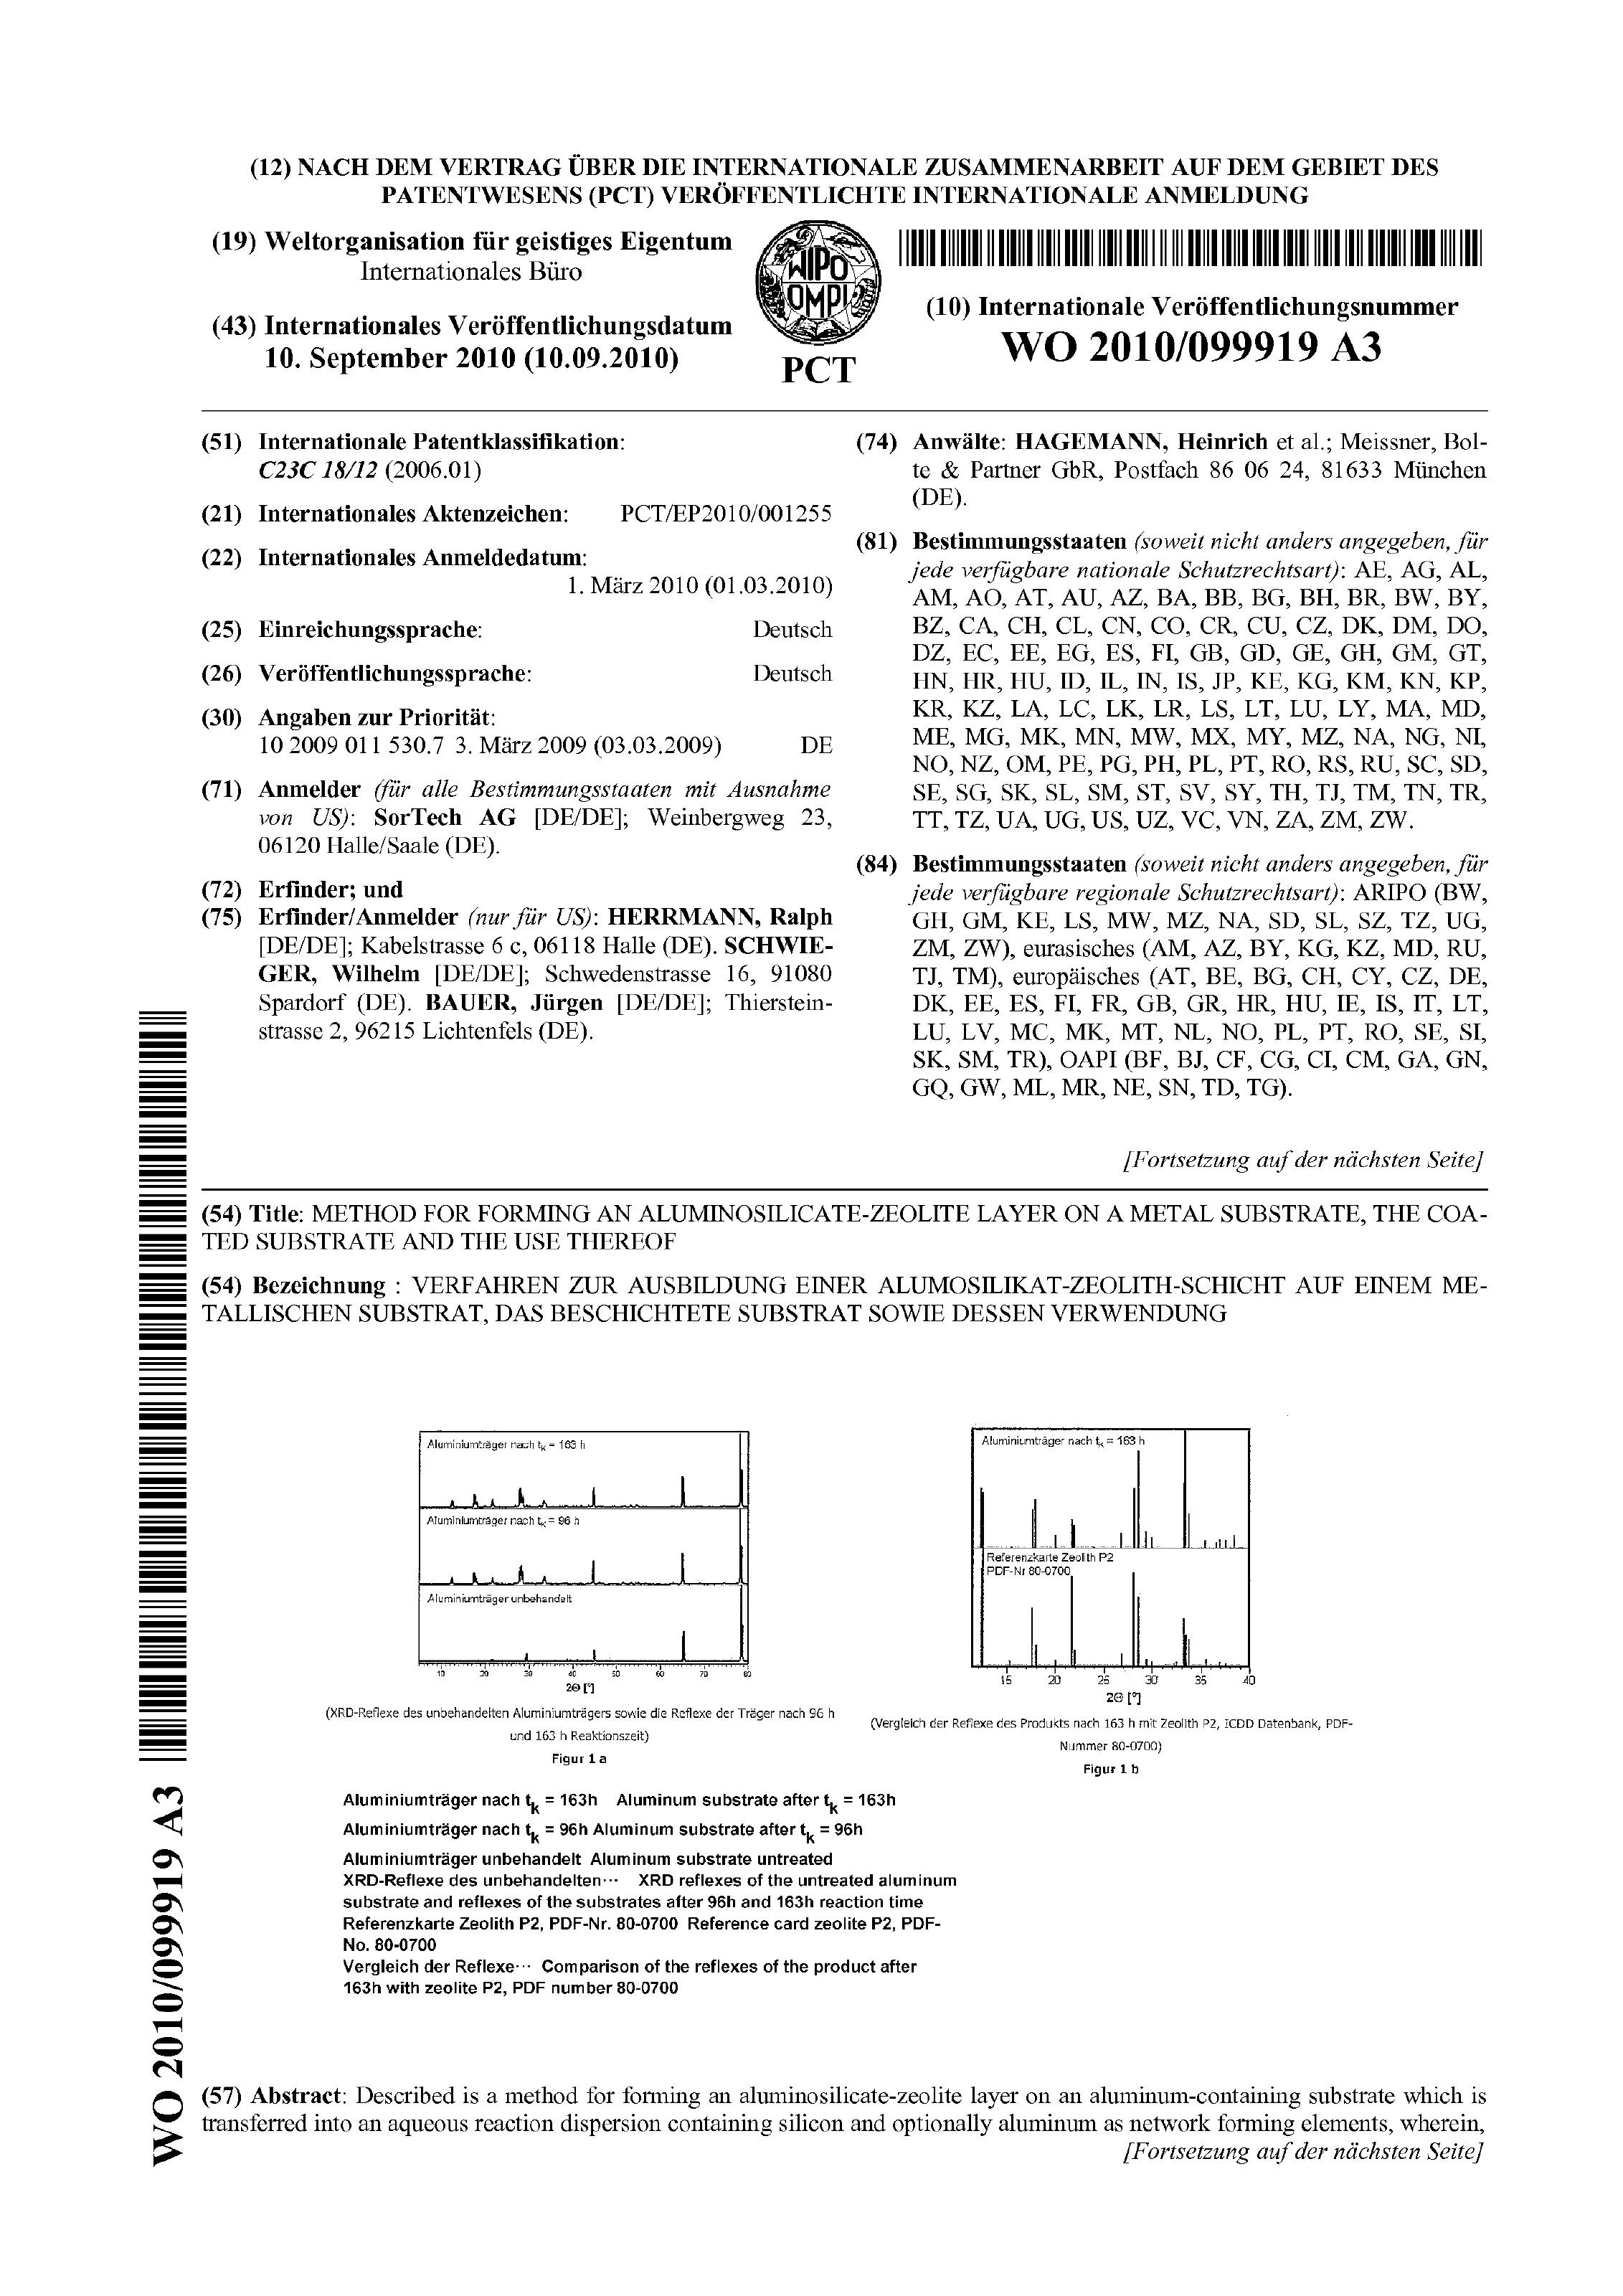 (12) NACH DEM VERTRAG ÜBER DIE INTERNATIONALE ZUSAMMENARBEIT AUF DEM GEBIET DES
PATENTWESENS (PCT) VERÖFFENTLICHTE INTERNATIONALE ANMELDUNG
(19) Weltorganisation für geistiges Eigentum
Internationales Büro
(43) Internationales Veröffentlichungsdatum
10. September 2010 (10.09.2010)
WIPO
OMPI
PCT
(10) Internationale Veröffentlichungsnummer
WO 2010/099919 A3
(51) Internationale Patentklassifikation:
C23C 18/12 (2006.01)
(21) Internationales Aktenzeichen: PCT/EP2010/001255
(22) Internationales Anmeldedatum:
1. März 2010 (01.03.2010)
(25) Einreichungssprache: Deutsch
(26) Veröffentlichungssprache: Deutsch
(30) Angaben zur Priorität:
10 2009 011 530.7 3. März 2009 (03.03.2009) DE
(71) Anmelder (für alle Bestimmungsstaaten mit Ausnahme
von US): SorTech AG [DE/DE]; Weinbergweg 23,
06120 Halle/Saale (DE).
(72) Erfinder; und
(75) Erfinder/Anmelder (nur für US): HERRMANN, Ralph
[DE/DE]; Kabelstrasse 6 c, 06118 Halle (DE). SCHWIE-
GER, Wilhelm [DE/DE]; Schwedenstrasse 16, 91080
Spardorf (DE). BAUER, Jürgen [DE/DE]; Thierstein-
strasse 2, 96215 Lichtenfels (DE).
(74) Anwälte: HAGEMANN, Heinrich et al.; Meissner, Bol-
te & Partner GbR, Postfach 86 06 24, 81633 München
(DE).
(81) Bestimmungsstaaten (soweit nicht anders angegeben, für
jede verfügbare nationale Schutzrechtsart): AE, AG, AL,
AM, AO, AT, AU, AZ, BA, BB, BG, BH, BR, BW, BY,
BZ, CA, CH, CL, CN, CO, CR, CU, CZ, DK, DM, DO,
DZ, EC, EE, EG, ES, FI, GB, GD, GE, GH, GM, GT,
HN, HR, HU, ID, IL, IN, IS, JP, KE, KG, KM, KN, KP,
KR, KZ, LA, LC, LK, LR, LS, LT, LU, LY, MA, MD,
ME, MG, MK, MN, MW, MX, MY, MZ, NA, NG, NI,
NO, NZ, OM, PE, PG, PH, PL, PT, RO, RS, RU, SC, SD,
SE, SG, SK, SL, SM, ST, SV, SY, TH, TJ, TM, TN, TR,
TT, TZ, UA, UG, US, UZ, VC, VN, ZA, ZM, ZW.
(84) Bestimmungsstaaten (soweit nicht anders angegeben, für
jede verfügbare regionale Schutzrechtsart): ARIPO (BW,
GH, GM, KE, LS, MW, MZ, NA, SD, SL, SZ, TZ, UG,
ZM, ZW), eurasisches (AM, AZ, BY, KG, KZ, MD, RU,
TJ, TM), europäisches (AT, BE, BG, CH, CY, CZ, DE,
DK, EE, ES, FI, FR, GB, GR, HR, HU, IE, IS, IT, LT,
LU, LV, MC, MK, MT, NL, NO, PL, PT, RO, SE, SI,
SK, SM, TR), OAPI (BF, BJ, CF, CG, CI, CM, GA, GN,
GQ, GW, ML, MR, NE, SN, TD, TG).
[Fortsetzung auf der nächsten Seite]
(54) Title: METHOD FOR FORMING AN ALUMINOSILICATE-ZEOLITE LAYER ON A METAL SUBSTRATE, THE COA-
TED SUBSTRATE AND THE USE THEREOF
(54) Bezeichnung : VERFAHREN ZUR AUSBILDUNG EINER ALUMOSILIKAT-ZEOLITH-SCHICHT AUF EINEM ME-
TALLISCHEN SUBSTRAT, DAS BESCHICHTETE SUBSTRAT SOWIE DESSEN VERWENDUNG
Aluminiumträger nach tK = 163 h
Aluminiumträger nach tK = 96 h
Aluminiumträger unbehandelt
10 20 30 40 50 60 70 80
2Θ [°]
(XRD-Reflexe des unbehandelten Aluminiumträgers sowie die Reflexe der Träger nach 96 h
und 163 h Reaktionszeit)
Figur 1 a
Aluminiumträger nach tK = 163 h
Referenzkarte Zeolith P2
PDF-Nr 80-0700
15 20 25 30 35 40
2Θ [°]
(Vergleich der Reflexe des Produkts nach 163 h mit Zeolith P2, ICDD Datenbank, PDF-
Nummer 80-0700)
Figur 1 b
Aluminiumträger nach tk = 163h Aluminum substrate after tk = 163h
Aluminiumträger nach tk = 96h Aluminum substrate after tk = 96h
Aluminiumträger unbehandelt Aluminum substrate untreated
XRD-Reflexe des unbehandelten··· XRD reflexes of the untreated aluminum
substrate and reflexes of the substrates after 96h and 163h reaction time
Referenzkarte Zeolith P2, PDF-Nr. 80-0700 Reference card zeolite P2, PDF-
No. 80-0700
Vergleich der Reflexe··· Comparison of the reflexes of the product after
163h with zeolite P2, PDF number 80-0700
WO 2010/099919 A3
(57) Abstract: Described is a method for forming an aluminosilicate-zeolite layer on an aluminum-containing substrate which is
transferred into an aqueous reaction dispersion containing silicon and optionally aluminum as network forming elements, wherein,
[Fortsetzung auf der nächsten Seite]